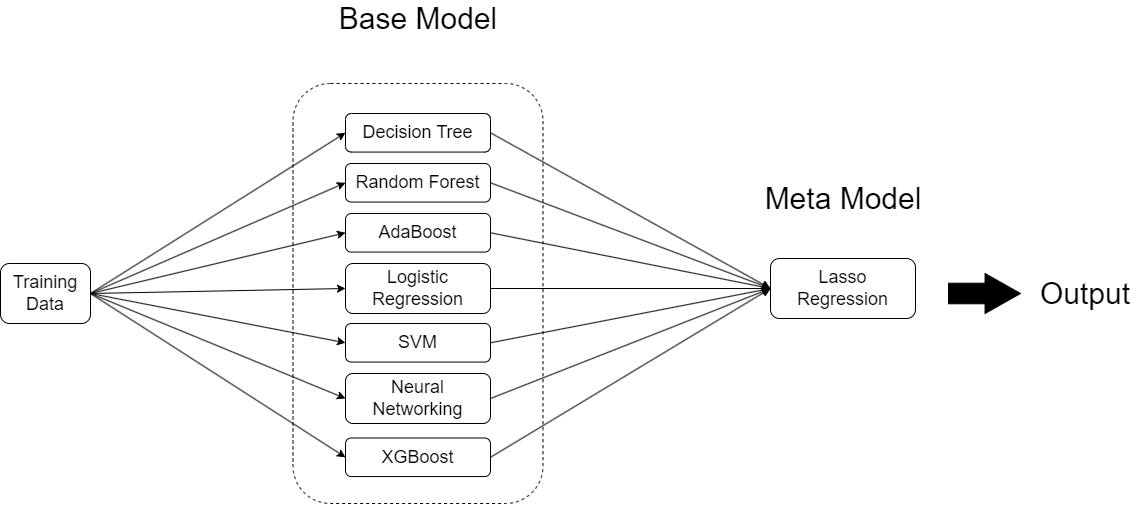 Base Model
Decision Tree
Random Forest
AdaBoost
Logistic
Regression
SVM
Neural
Networking
XGBoost
Training
Data
Meta Model
Lasso
Regression
Output